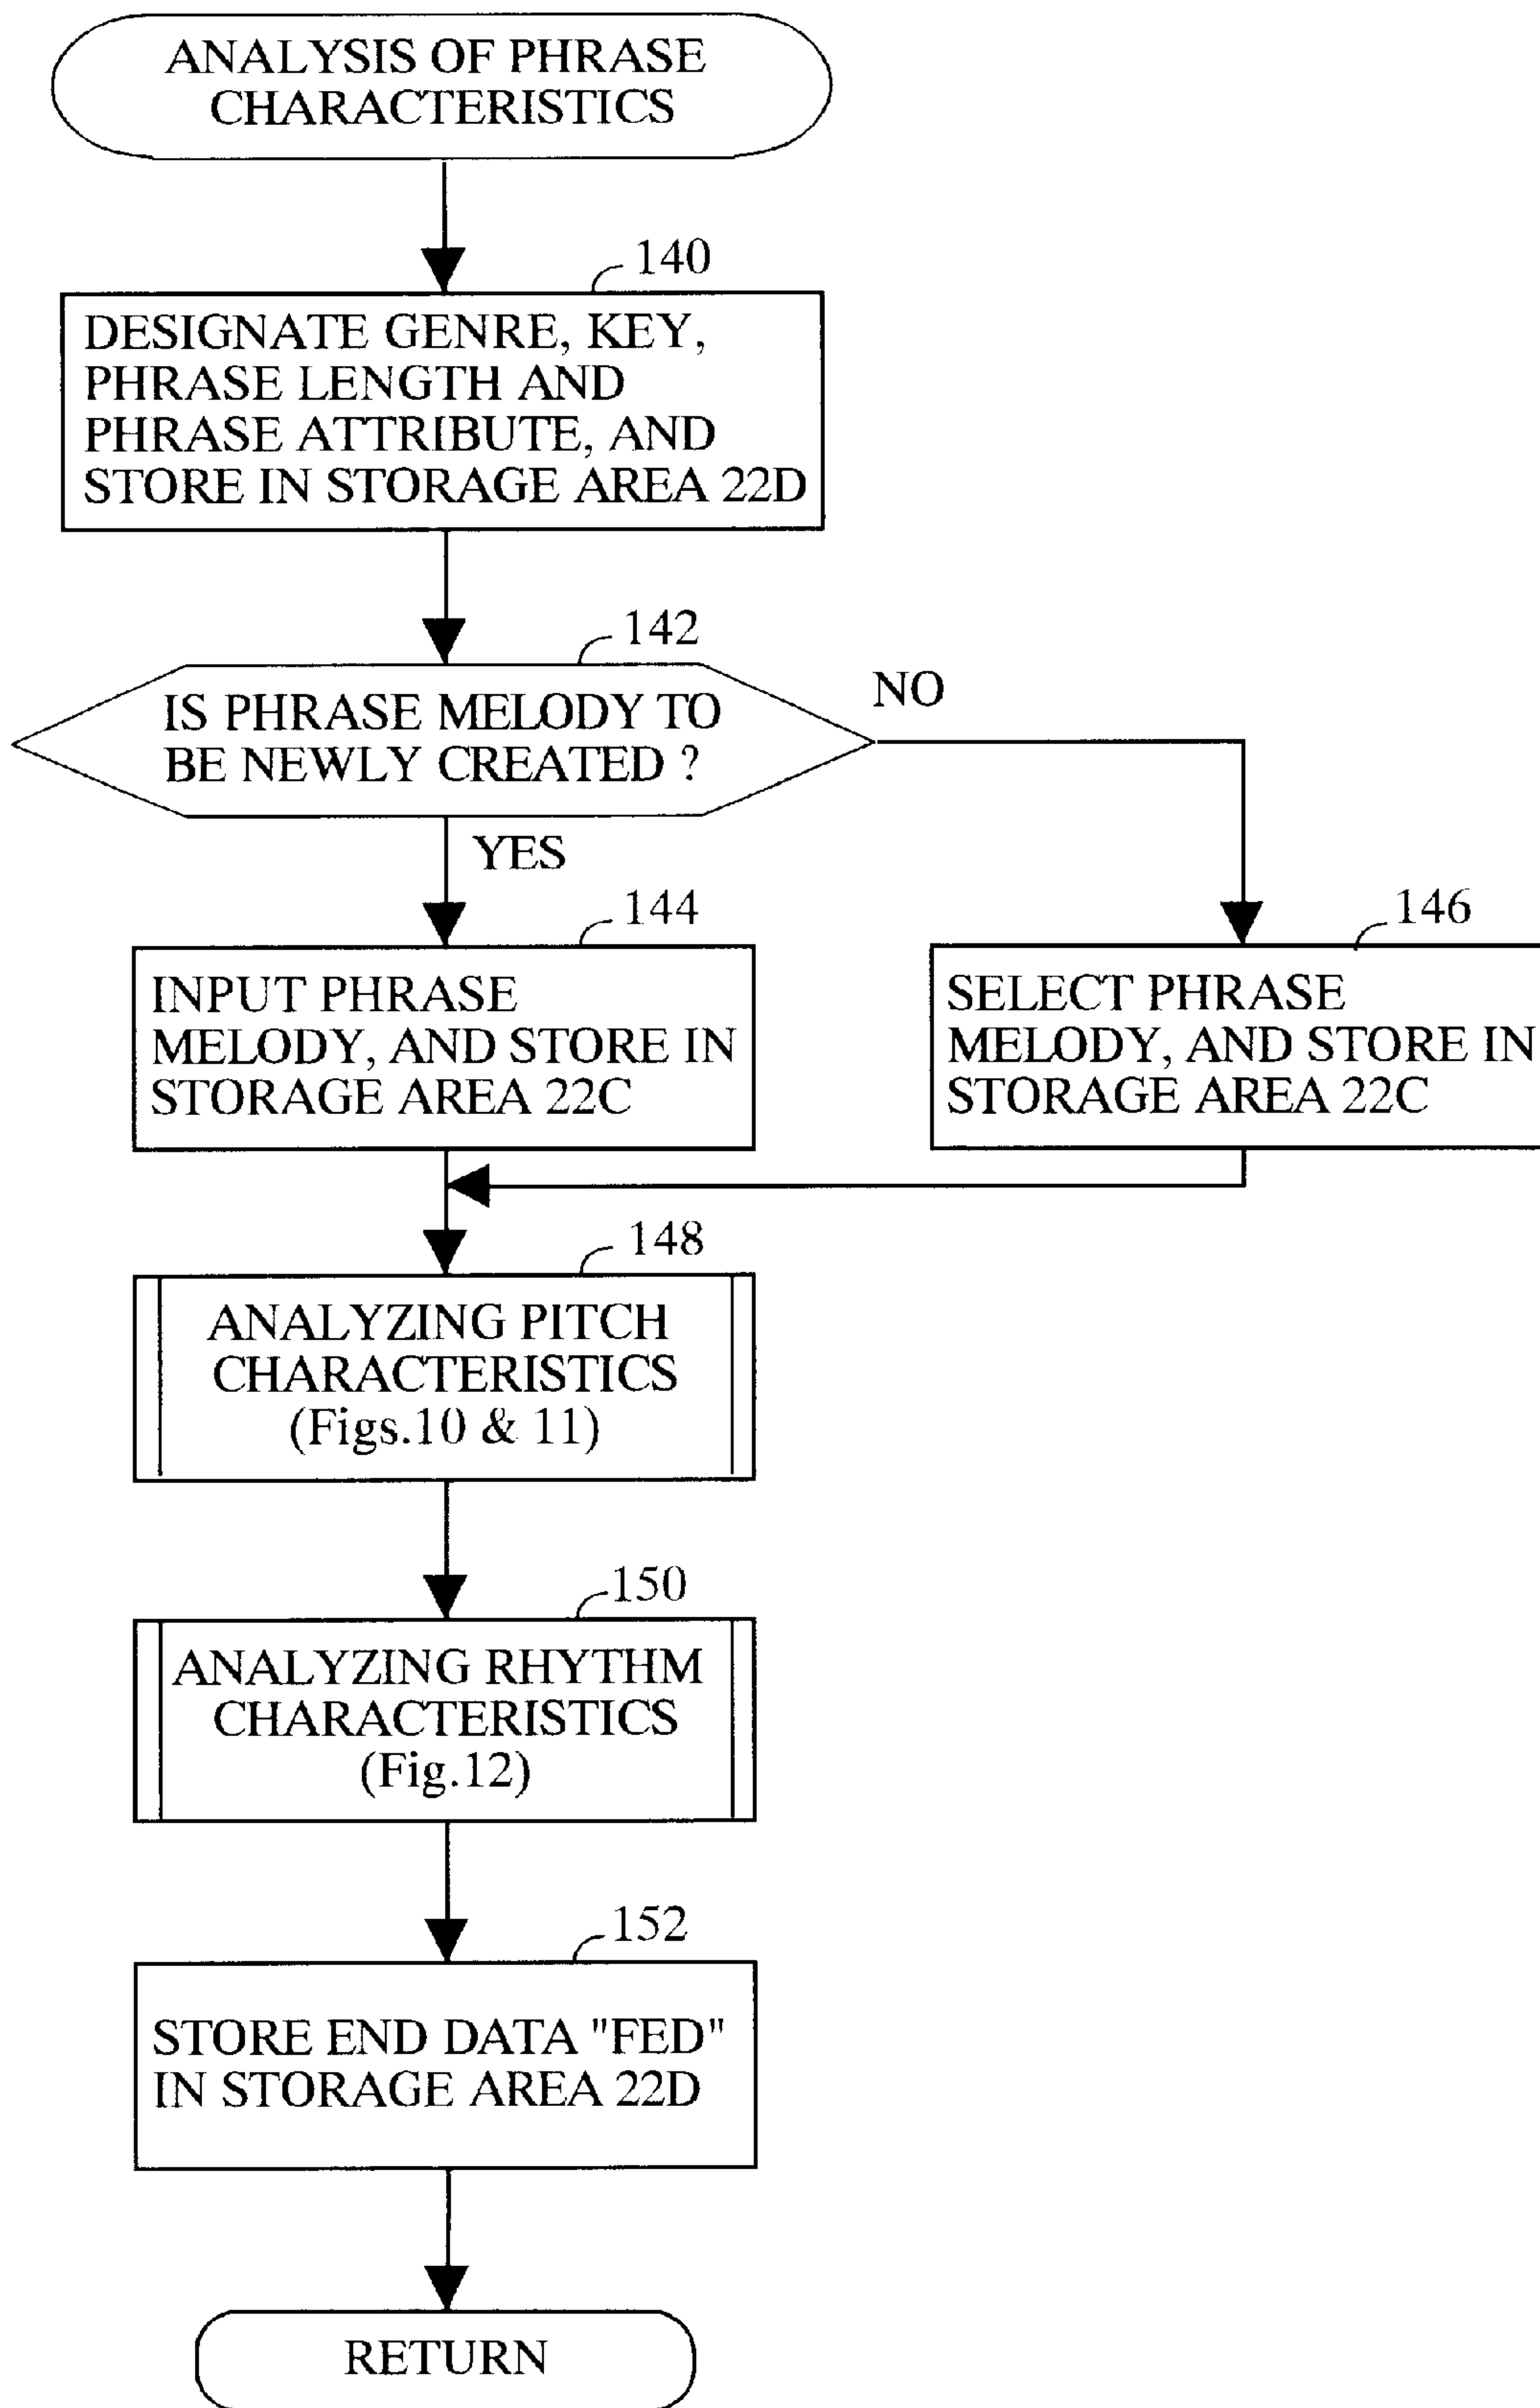 ANALYSIS OF PHRASE
CHARACTERISTICS
140
DESIGNATE GENRE, KEY,
PHRASE LENGTH AND
PHRASE ATTRIBUTE, AND
STORE IN STORAGE AREA 22D
142
IS PHRASE MELODY TO
BE NEWLY CREATED ?
NO
YES
144
INPUT PHRASE
MELODY, AND STORE IN
STORAGE AREA 22C
146
SELECT PHRASE
MELODY, AND STORE IN
STORAGE AREA 22C
148
ANALYZING PITCH
CHARACTERISTICS
(Figs.10 & 11)
150
ANALYZING RHYTHM
CHARACTERISTICS
(Fig.12)
152
STORE END DATA "FED"
IN STORAGE AREA 22D
RETURN